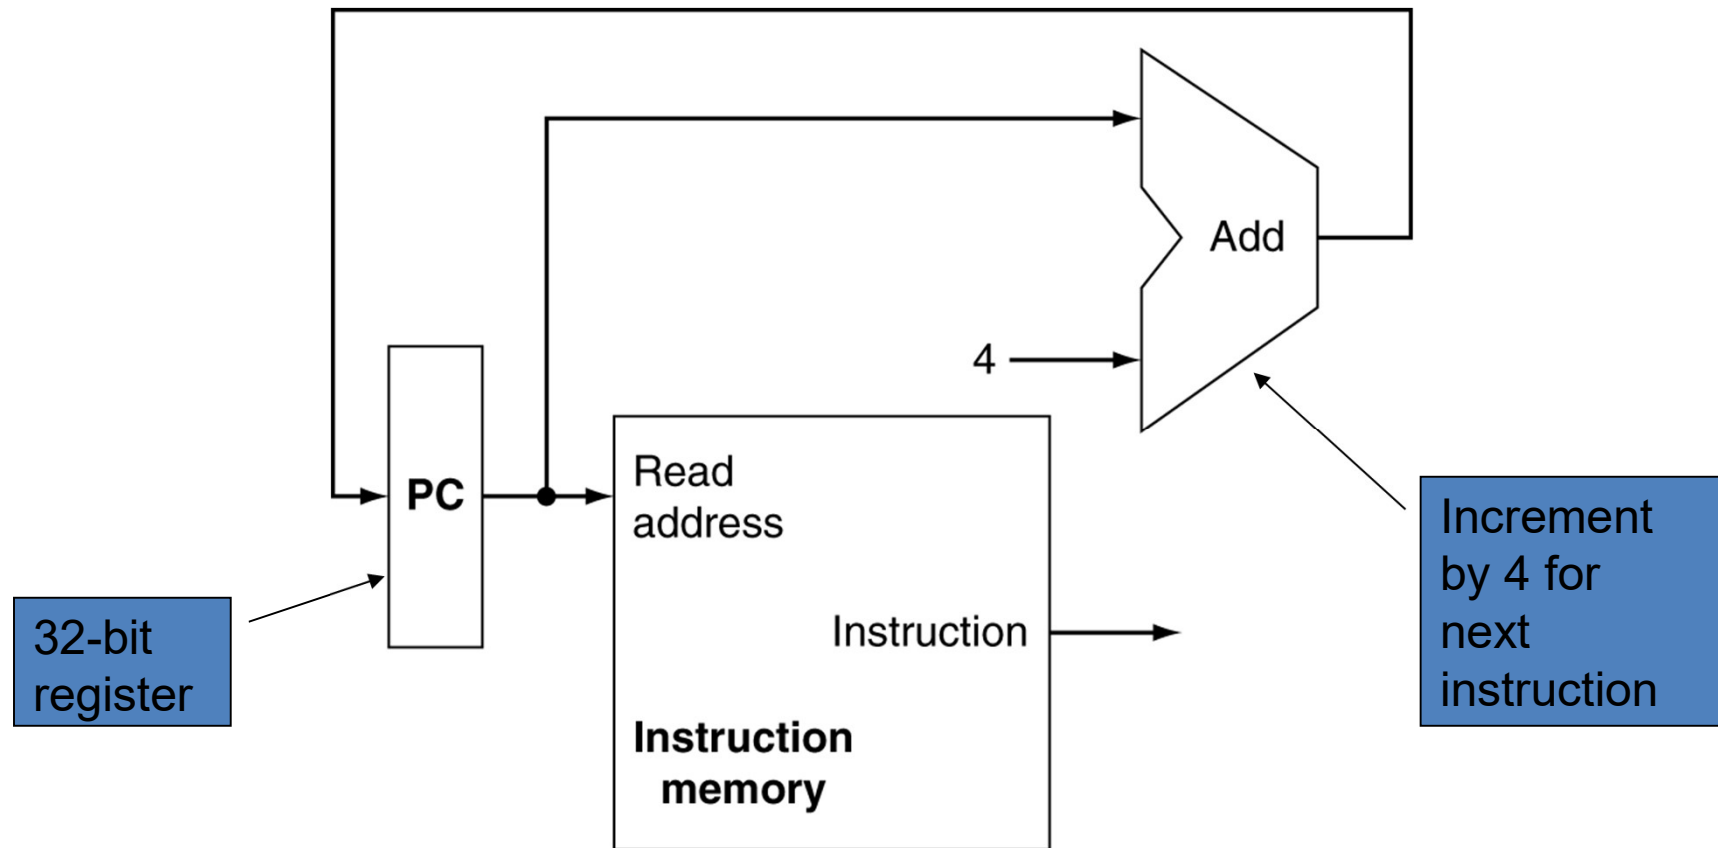 Add
4
PC
Read
address
Instruction
Instruction
memory
32-bit
register
Increment
by 4 for
next
instruction